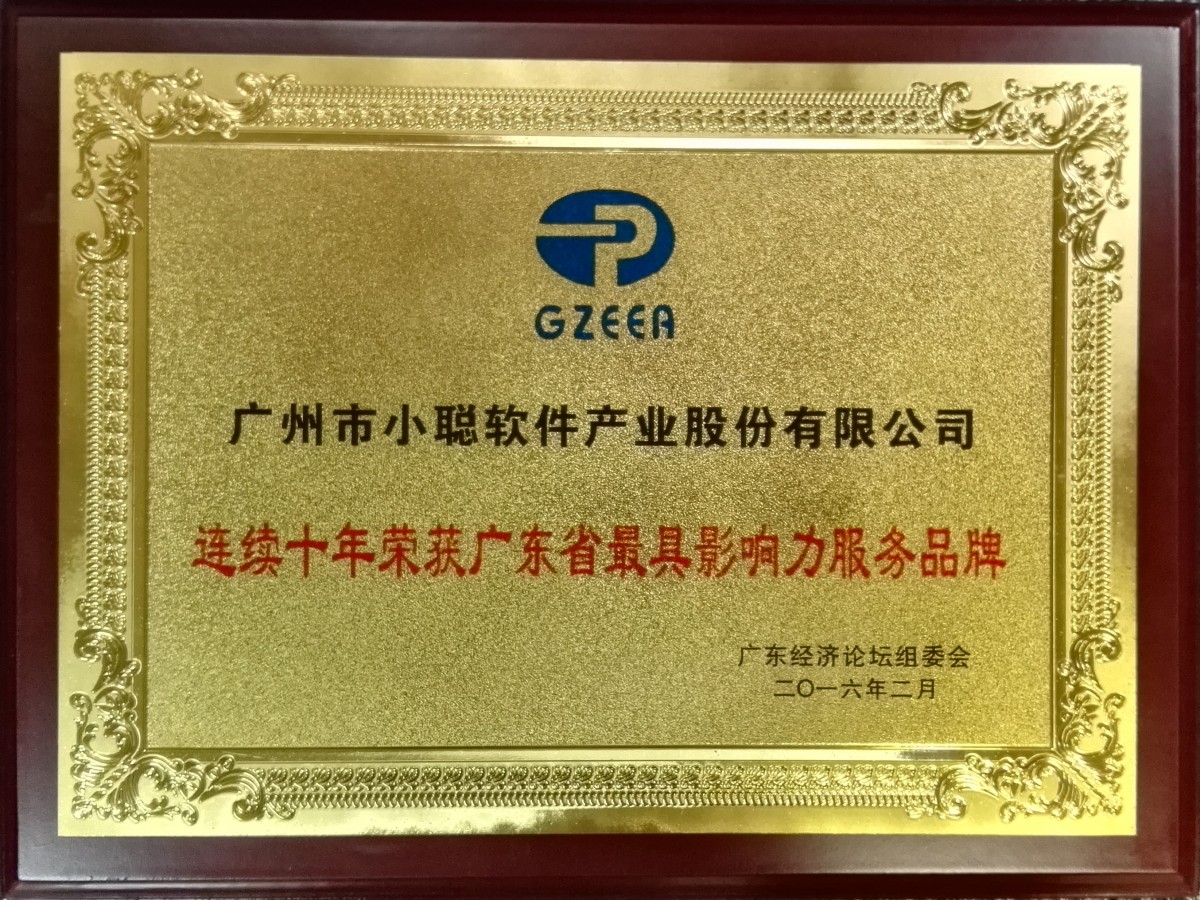 GZEEA
广州市小聪软件产业股份有限公司
连续十年荣获广东省最具影响力服务品牌
广东经济论坛组委会
二〇一六年二月